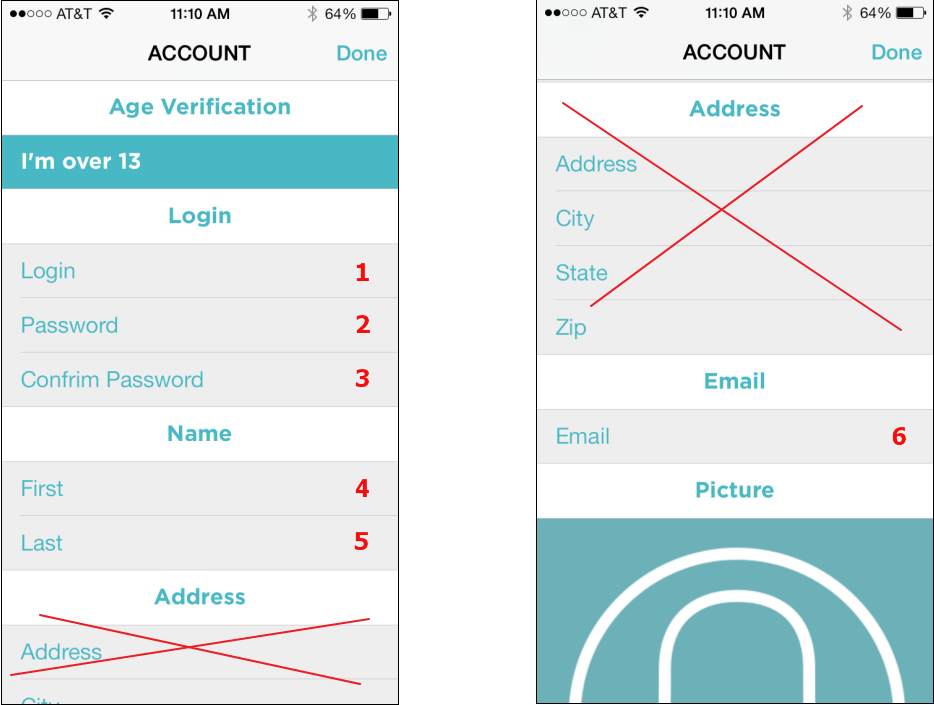 AT&T 11:10 AM 64%
ACCOUNT Done
Age Verification
I'm over 13
Login
Login 1
Password 2
Confrim Password 3
Name
First 4
Last 5
Address
Address
City
AT&T 11:10 AM 64%
ACCOUNT Done
Address
Address
City
State
Zip
Email
Email 6
Picture